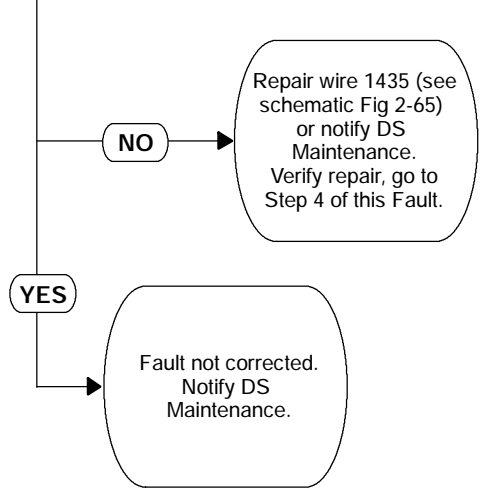 NO
Repair wire 1435 (see
schematic Fig 2-65)
or notify DS
Maintenance.
Verify repair, go to
Step 4 of this Fault.
YES
Fault not corrected.
Notify DS
Maintenance.